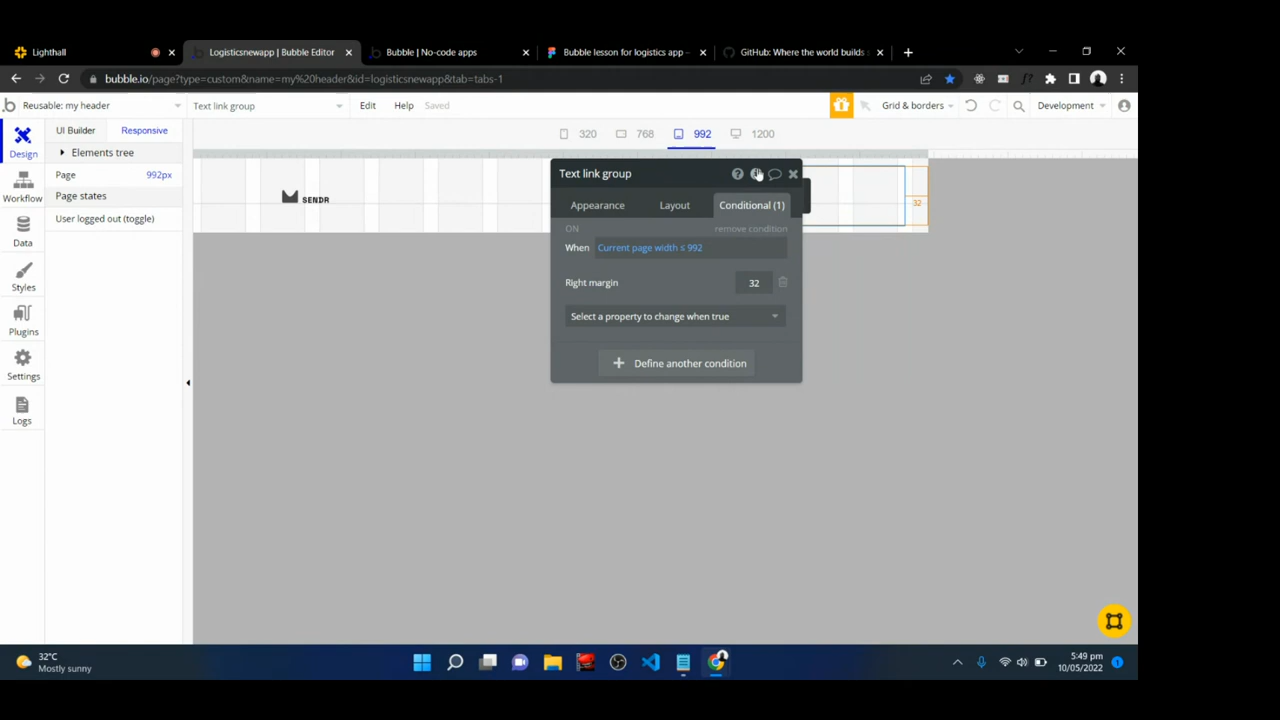 Lighthall
Logisticsnewapp | Bubble Editor
Bubble | No-code apps
Bubble lesson for logistics app –
GitHub: Where the world builds s
bubble.io/page?type=custom&name=my%20header&id=logisticsnewapp&tab=tabs-1
Reusable: my header
Text link group
Edit
Help
Saved
Grid & borders
Development
UI Builder
Responsive
320
768
992
1200
Design
Elements tree
Page
992px
Workflow
Page states
User logged out (toggle)
Data
Styles
Plugins
Settings
Logs
SENDR
Text link group
Appearance
Layout
Conditional (1)
ON
remove condition
When
Current page width ≤ 992
Right margin
32
Select a property to change when true
Define another condition
32
32°C
Mostly sunny
5:49 pm
10/05/2022
1